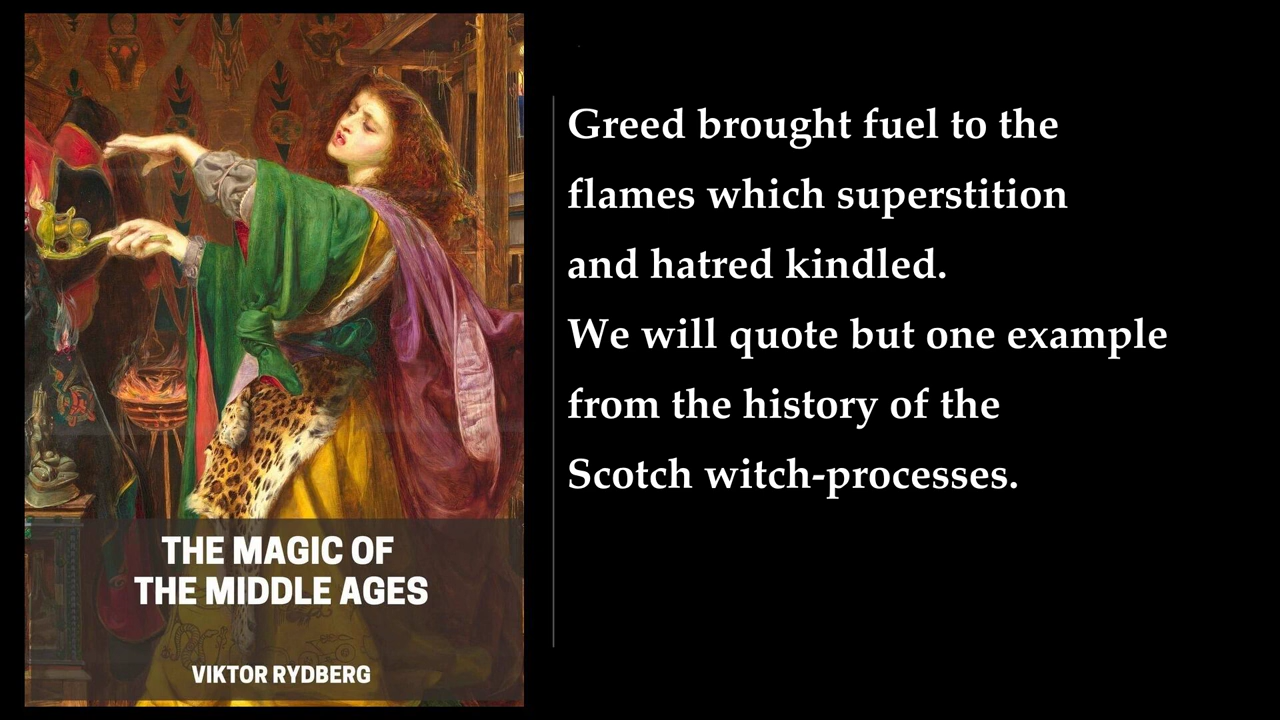 THE MAGIC OF
THE MIDDLE AGES
VIKTOR RYDBERG
Greed brought fuel to the
flames which superstition
and hatred kindled.
We will quote but one example
from the history of the
Scotch witch-processes.